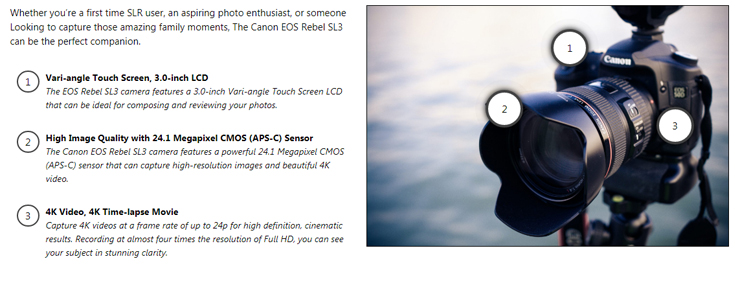 Whether you're a first time SLR user, an aspiring photo enthusiast, or someone
Looking to capture those amazing family moments, The Canon EOS Rebel SL3
can be the perfect companion.
1
Vari-angle Touch Screen, 3.0-inch LCD
The EOS Rebel SL3 camera features a 3.0-inch Vari-angle Touch Screen LCD
that can be ideal for composing and reviewing your photos.
2
High Image Quality with 24.1 Megapixel CMOS (APS-C) Sensor
The Canon EOS Rebel SL3 camera features a powerful 24.1 Megapixel CMOS
(APS-C) sensor that can capture high-resolution images and beautiful 4K
video.
3
4K Video, 4K Time-lapse Movie
Capture 4K videos at a frame rate of up to 24p for high definition, cinematic
results. Recording at almost four times the resolution of Full HD, you can see
your subject in stunning clarity.
1
Canon
2
3